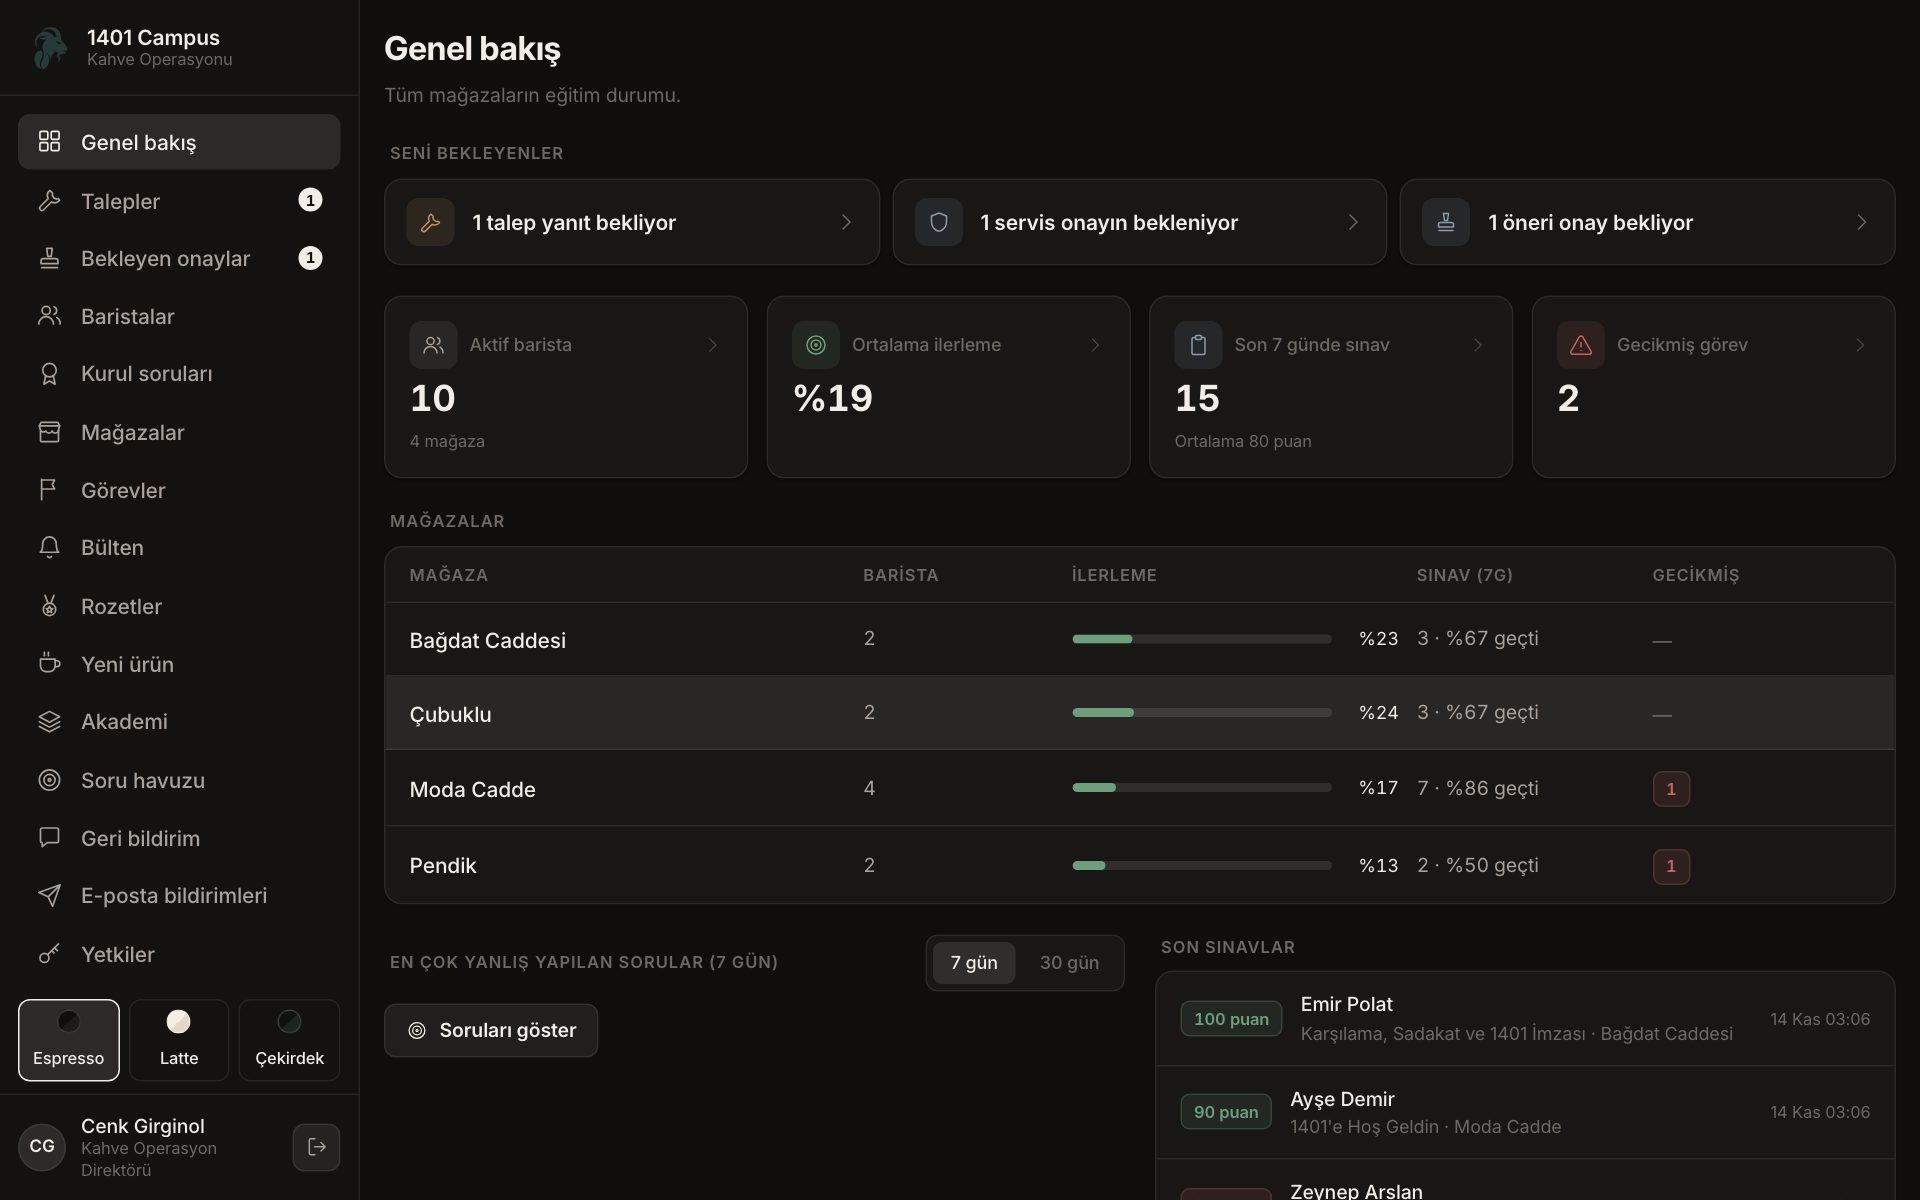 1401 Campus
Kahve Operasyonu
Genel bakış
Talepler 1
Bekleyen onaylar 1
Baristalar
Kurul soruları
Mağazalar
Görevler
Bülten
Rozetler
Yeni ürün
Akademi
Soru havuzu
Geri bildirim
E-posta bildirimleri
Yetkiler
Espresso
Latte
Çekirdek
CG
Cenk Girginol
Kahve Operasyon
Direktörü
Genel bakış
Tüm mağazaların eğitim durumu.
SENİ BEKLEYENLER
1 talep yanıt bekliyor
1 servis onayın bekleniyor
1 öneri onay bekliyor
Aktif barista
10
4 mağaza
Ortalama ilerleme
%19
Son 7 günde sınav
15
Ortalama 80 puan
Gecikmiş görev
2
MAĞAZALAR
MAĞAZA BARİSTA İLERLEME SINAV (7G) GECİKMİŞ
Bağdat Caddesi 2 %23 3 · %67 geçti —
Çubuklu 2 %24 3 · %67 geçti —
Moda Cadde 4 %17 7 · %86 geçti 1
Pendik 2 %13 2 · %50 geçti 1
EN ÇOK YANLIŞ YAPILAN SORULAR (7 GÜN)
7 gün
30 gün
Soruları göster
SON SINAVLAR
100 puan
Emir Polat
Karşılama, Sadakat ve 1401 İmzası · Bağdat Caddesi
14 Kas 03:06
90 puan
Ayşe Demir
1401'e Hoş Geldin · Moda Cadde
14 Kas 03:06
Zeynep Arslan